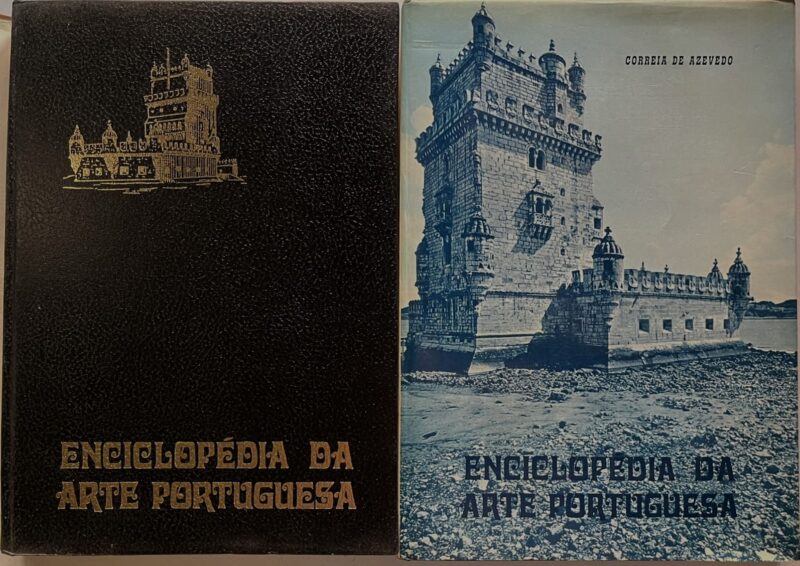 ENCICLOPÉDIA DA
ARTE PORTUGUESA
CORREIA DE AZEVEDO
ENCICLOPÉDIA DA
ARTE PORTUGUESA